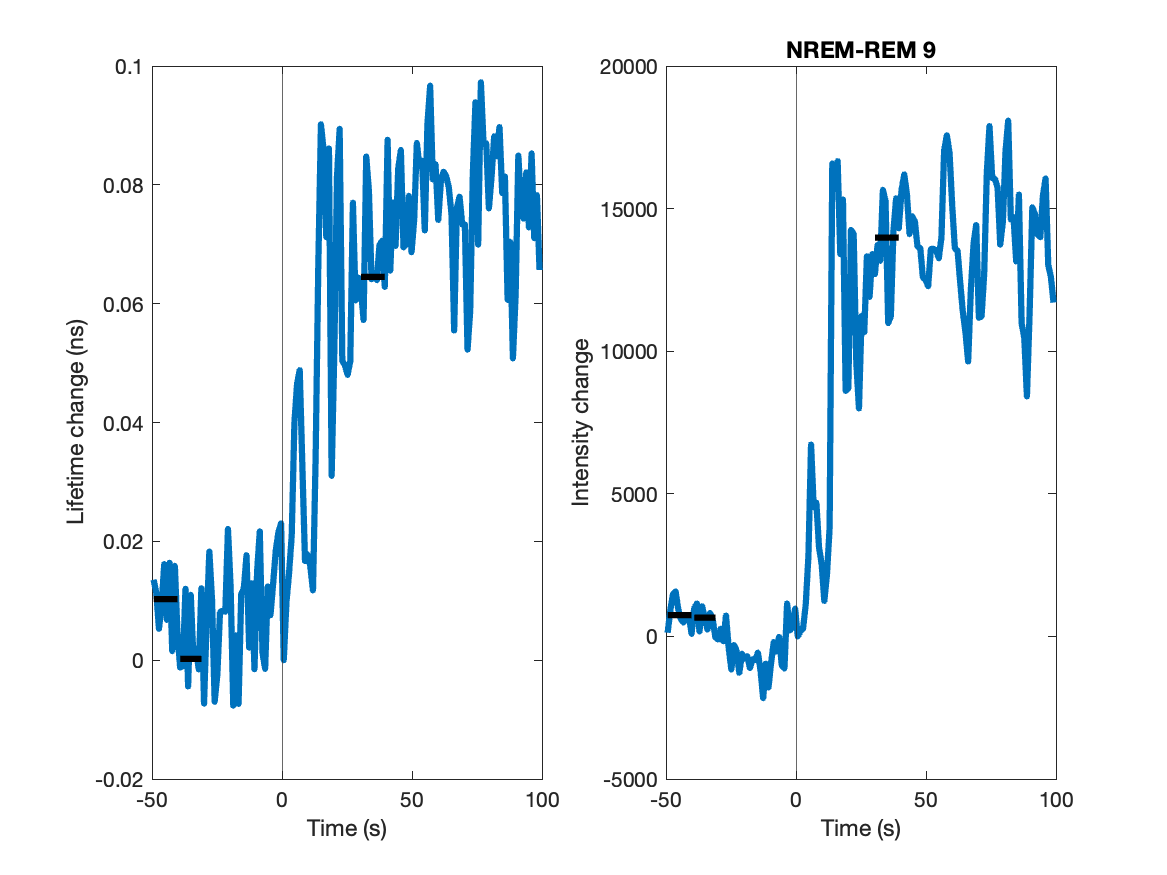 NREM-REM 9
0.1
0.08
0.06
0.04
0.02
0
-0.02
Lifetime change (ns)
-50 0 50 100
Time (s)
20000
15000
10000
5000
0
-5000
Intensity change
-50 0 50 100
Time (s)